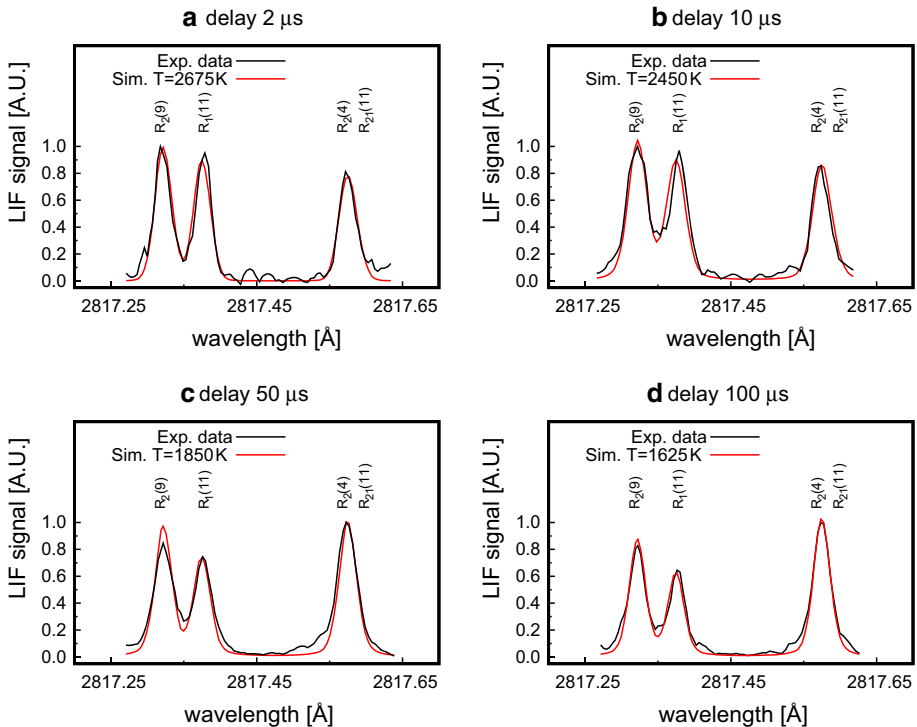 a delay 2 μs
Exp. data
Sim. T=2675K
R2(9)
R1(11)
R2(4)
R21(11)
LIF signal [A.U.]
1.0
0.8
0.6
0.4
0.2
0.0
2817.25
2817.45
2817.65
wavelength [Å]
b delay 10 μs
Exp. data
Sim. T=2450K
R2(9)
R1(11)
R2(4)
R21(11)
LIF signal [A.U.]
1.0
0.8
0.6
0.4
0.2
0.0
2817.25
2817.45
2817.65
wavelength [Å]
c delay 50 μs
Exp. data
Sim. T=1850K
R2(9)
R1(11)
R2(4)
R21(11)
LIF signal [A.U.]
1.0
0.8
0.6
0.4
0.2
0.0
2817.25
2817.45
2817.65
wavelength [Å]
d delay 100 μs
Exp. data
Sim. T=1625K
R2(9)
R1(11)
R2(4)
R21(11)
LIF signal [A.U.]
1.0
0.8
0.6
0.4
0.2
0.0
2817.25
2817.45
2817.65
wavelength [Å]